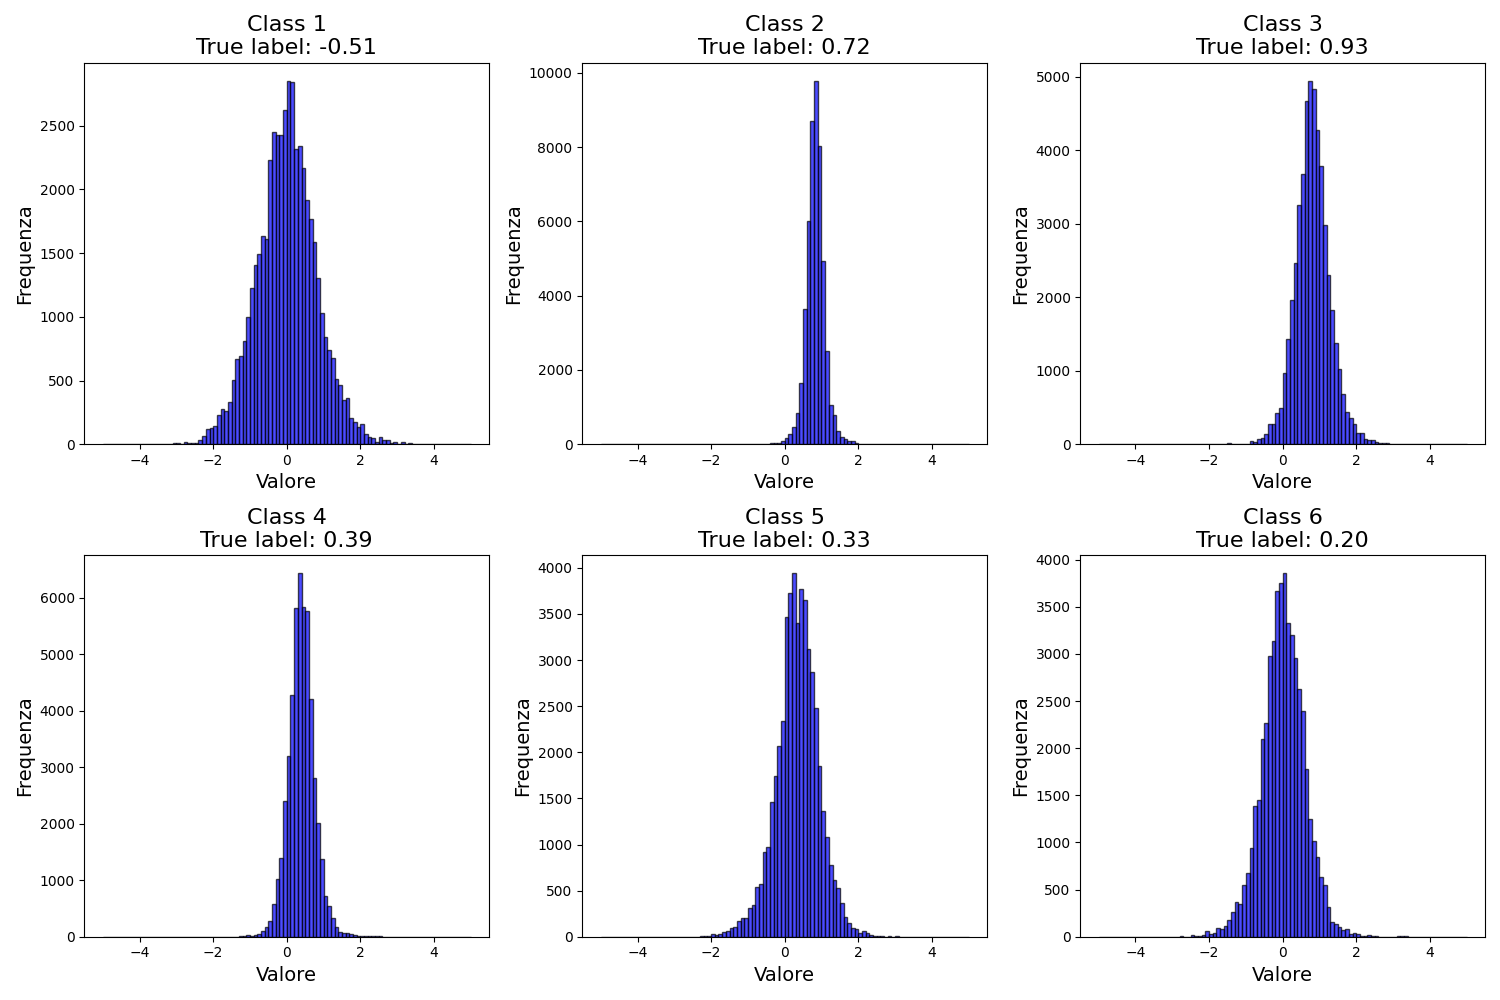 Class 1
True label: -0.51
Frequenza
2500
2000
1500
1000
500
0
−4 −2 0 2 4
Valore
Class 2
True label: 0.72
Frequenza
10000
8000
6000
4000
2000
0
−4 −2 0 2 4
Valore
Class 3
True label: 0.93
Frequenza
5000
4000
3000
2000
1000
0
−4 −2 0 2 4
Valore
Class 4
True label: 0.39
Frequenza
6000
5000
4000
3000
2000
1000
0
−4 −2 0 2 4
Valore
Class 5
True label: 0.33
Frequenza
4000
3500
3000
2500
2000
1500
1000
500
0
−4 −2 0 2 4
Valore
Class 6
True label: 0.20
Frequenza
4000
3500
3000
2500
2000
1500
1000
500
0
−4 −2 0 2 4
Valore